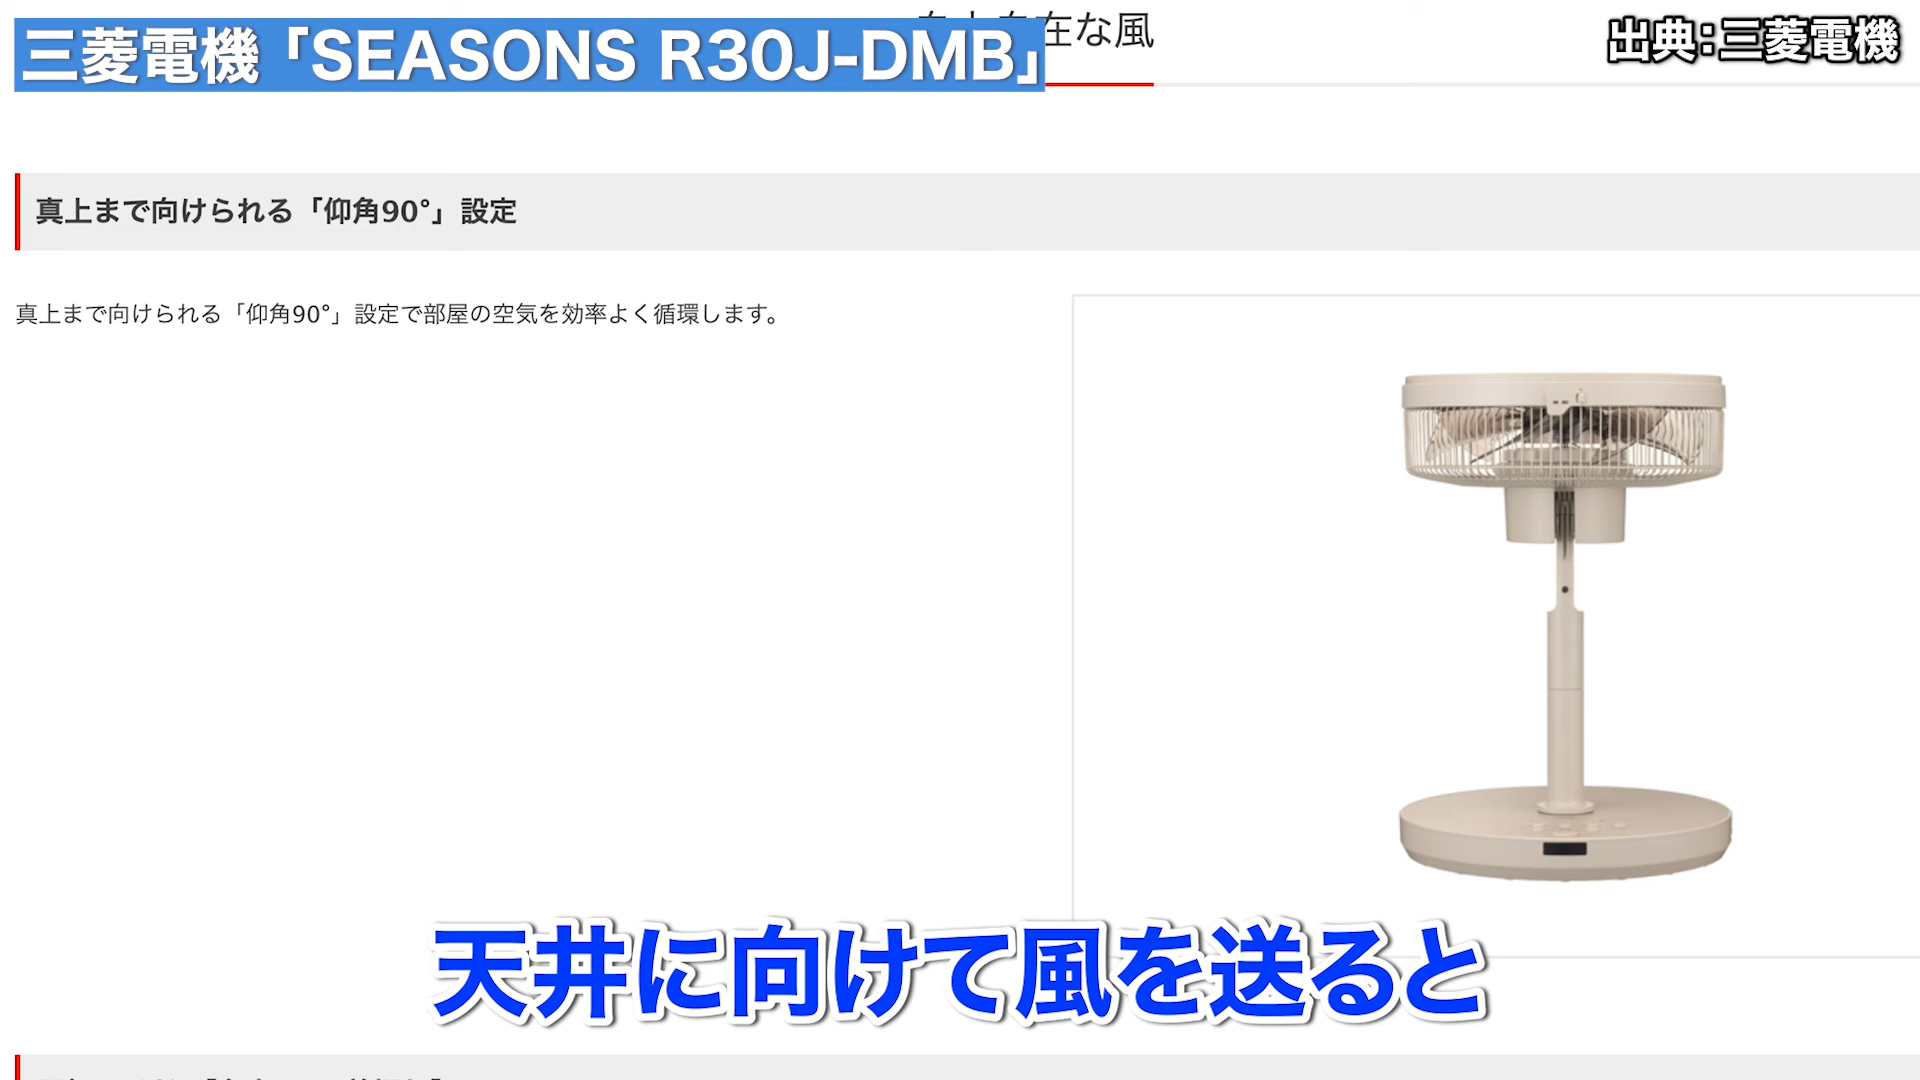 三菱電機「SEASONS R30J-DMB」
在な風
出典：三菱電機
真上まで向けられる「仰角90°」設定
真上まで向けられる「仰角90°」設定で部屋の空気を効率よく循環します。
天井に向けて風を送ると